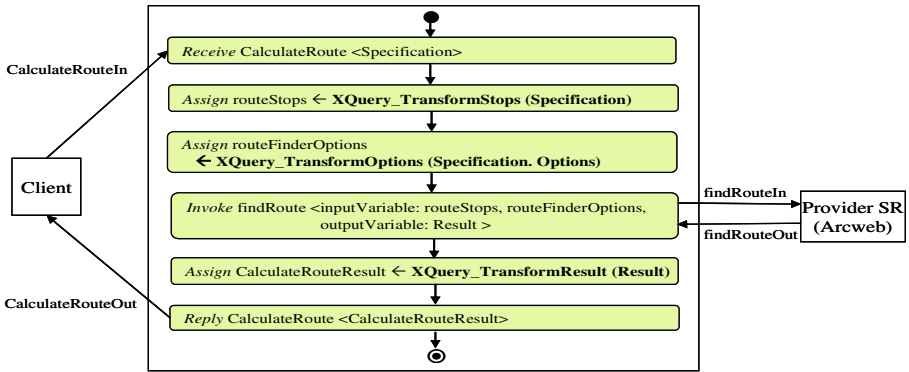 Receive CalculateRoute <Specification>
CalculateRouteIn
Assign routeStops ← XQuery_TransformStops (Specification)
Assign routeFinderOptions
← XQuery_TransformOptions (Specification. Options)
Client
Invoke findRoute <inputVariable: routeStops, routeFinderOptions,
outputVariable: Result >
findRouteIn
Provider SR
(Arcweb)
findRouteOut
Assign CalculateRouteResult ← XQuery_TransformResult (Result)
CalculateRouteOut
Reply CalculateRoute <CalculateRouteResult>